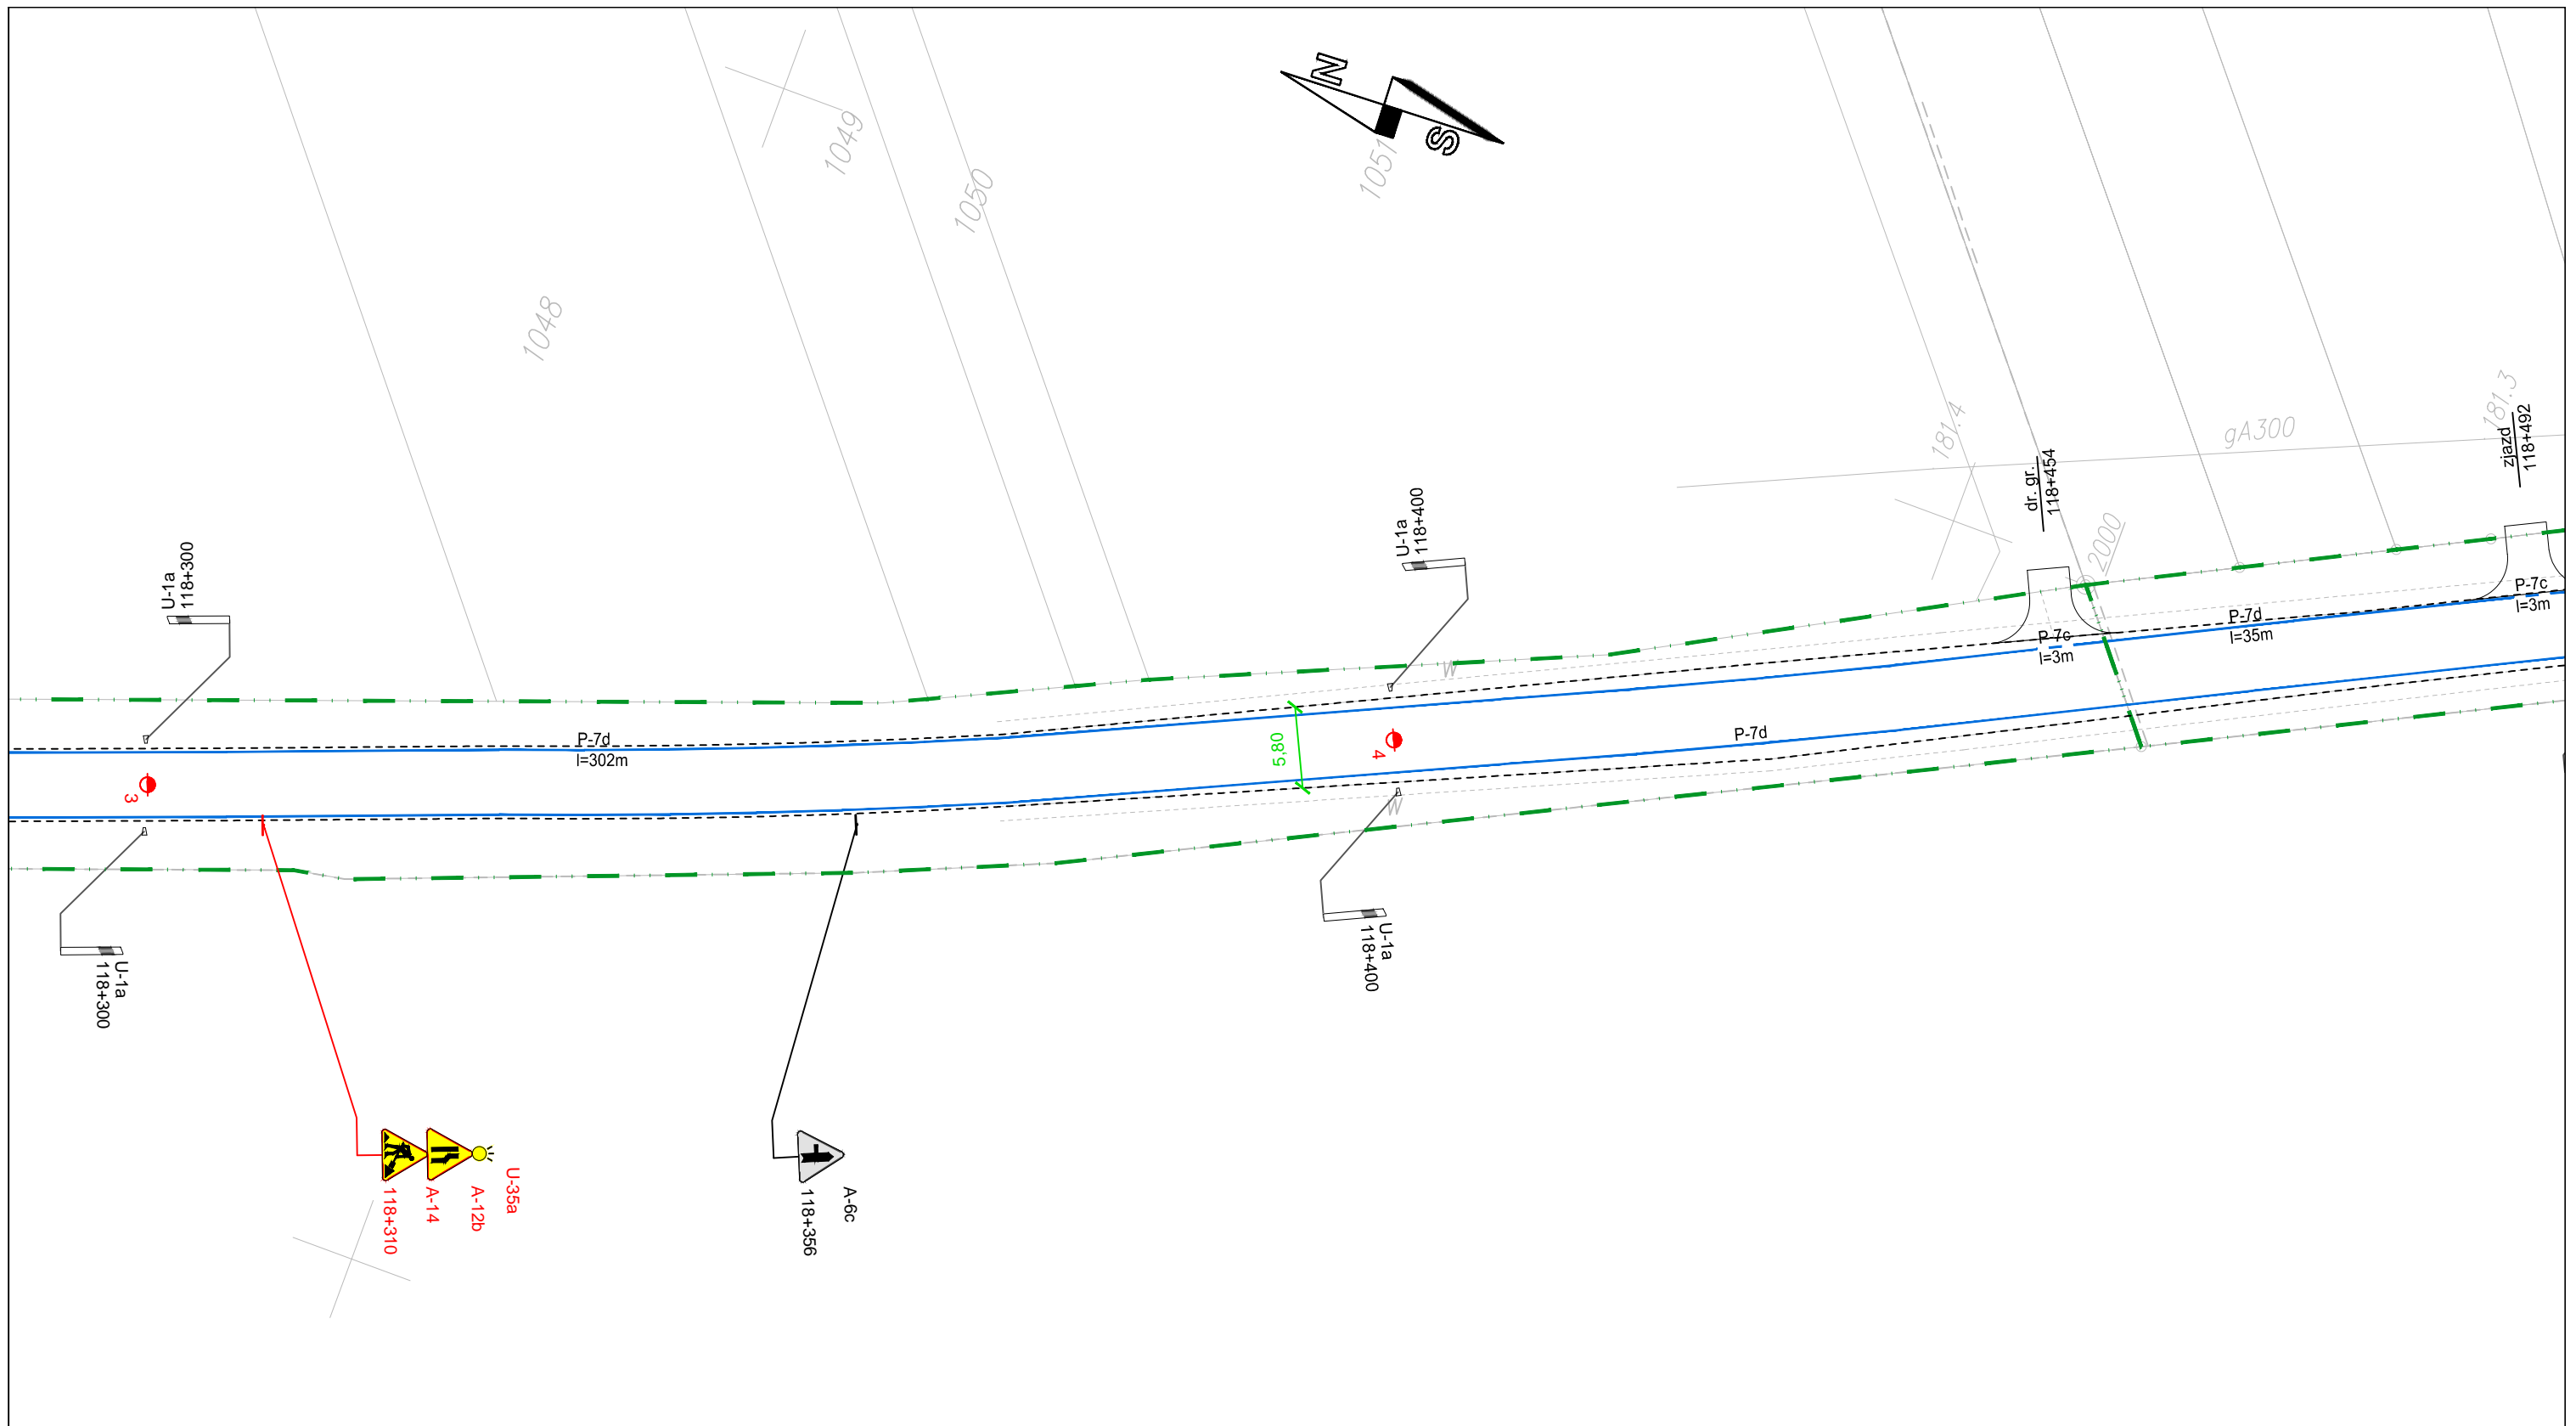 N
S
1049
1050
1051
1048
181.4
gA300
181.3
zjazd
118+492
dr. gr.
118+454
2000
U-1a
118+400
U-1a
118+300
P-7c
l=3m
P-7d
l=35m
P-7c
l=3m
W
P-7d
l=302m
5,80
4
P-7d
3
W
U-1a
118+400
U-1a
118+300
U-35a
A-12b
A-14
118+310
A-6c
118+356